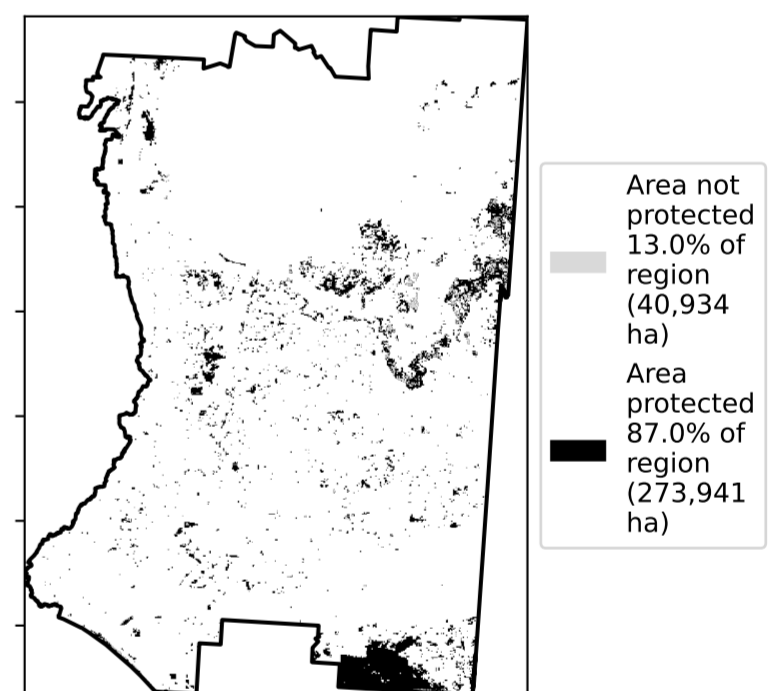 Area not
protected
13.0% of
region
(40,934
ha)
Area
protected
87.0% of
region
(273,941
ha)